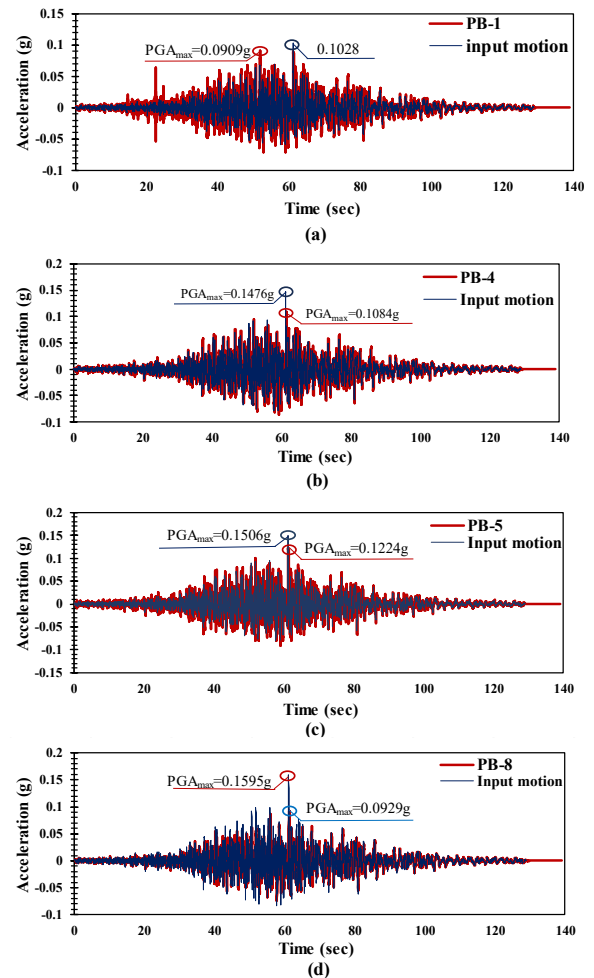 0.15
PB-1
PGAmax=0.0909g
0.1028
input motion
0.1
0.05
0
-0.05
-0.1
Acceleration (g)
0 20 40 60 80 100 120 140
Time (sec)
(a)
0.2
PB-4
PGAmax=0.1476g
Input motion
0.15
PGAmax=0.1084g
0.1
0.05
0
-0.05
-0.1
Acceleration (g)
0 20 40 60 80 100 120 140
Time (sec)
(b)
0.2
PB-5
PGAmax=0.1506g
Input motion
0.15
PGAmax=0.1224g
0.1
0.05
0
-0.05
-0.1
0.15
Acceleration (g)
0 20 40 60 80 100 120 140
Time (sec)
(c)
0.2
PB-8
Input motion
PGAmax=0.1595g
0.15
PGAmax=0.0929g
0.1
0.05
0
-0.05
-0.1
Acceleration (g)
0 20 40 60 80 100 120 140
Time (sec)
(d)